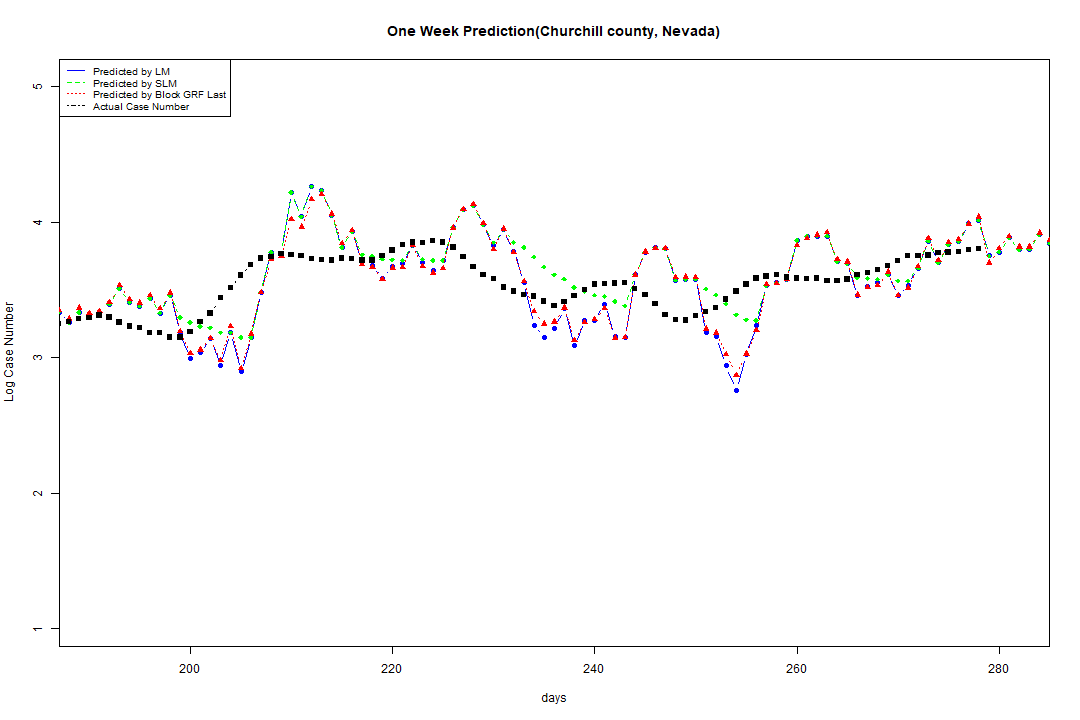 One Week Prediction(Churchill county, Nevada)
Predicted by LM
Predicted by SLM
Predicted by Block GRF Last
Actual Case Number
5
4
3
2
1
Log Case Number
200 220 240 260 280
days